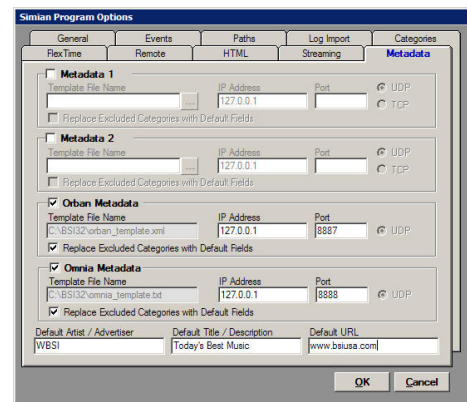 Simian Program Options
General Events Paths Log Import Categories
FlexTime Remote HTML Streaming Metadata
Metadata 1
Template File Name IP Address Port UDP
... 127.0.0.1 TCP
Replace Excluded Categories with Default Fields
Metadata 2
Template File Name IP Address Port UDP
... 127.0.0.1 TCP
Replace Excluded Categories with Default Fields
Orban Metadata
Template File Name IP Address Port
C:\BSI32\orban_template.xml 127.0.0.1 8887 UDP
Replace Excluded Categories with Default Fields
Omnia Metadata
Template File Name IP Address Port
C:\BSI32\omnia_template.txt 127.0.0.1 8888 UDP
Replace Excluded Categories with Default Fields
Default Artist / Advertiser Default Title / Description Default URL
WBSI Today's Best Music www.bsiusa.com
OK Cancel